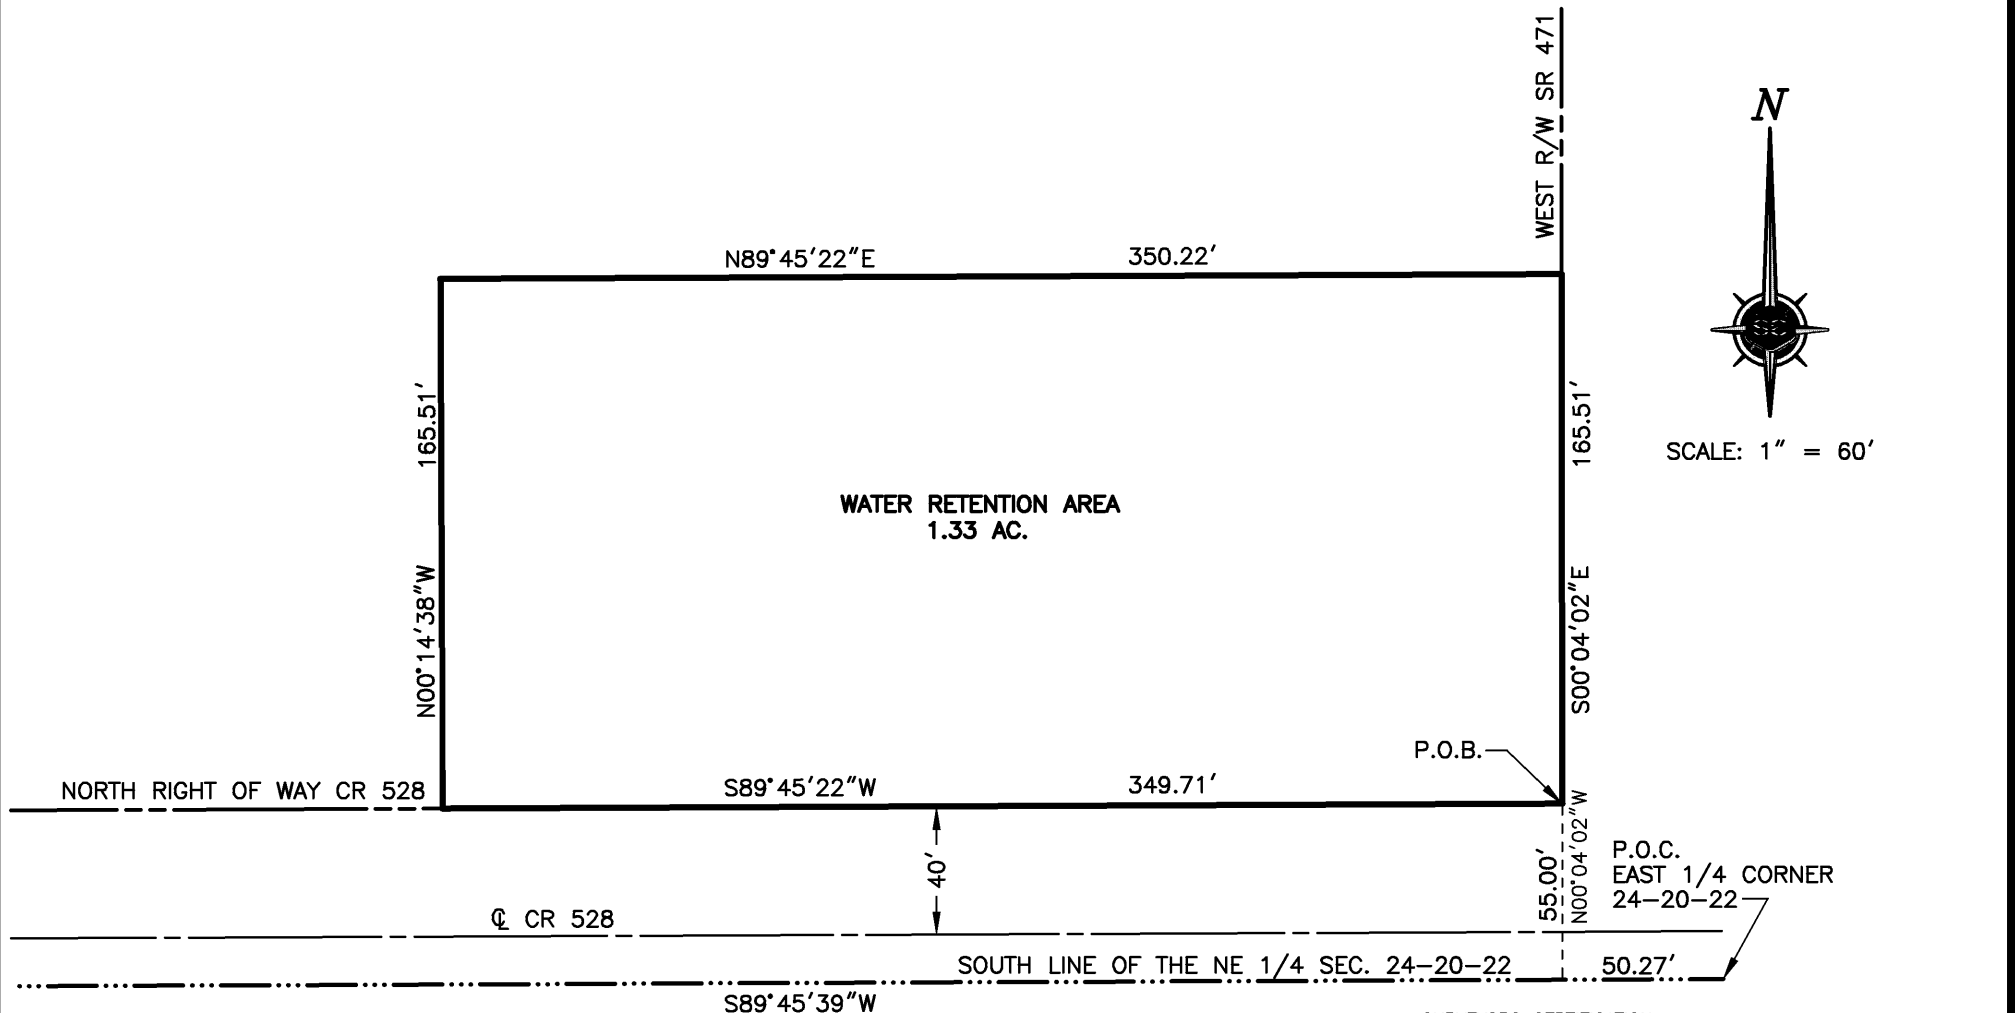 WEST R/W SR 471
N
SCALE: 1" = 60'
N89°45'22"E 350.22'
165.51'
N00°14'38"W
165.51'
S00°04'02"E
WATER RETENTION AREA
1.33 AC.
P.O.B.
NORTH RIGHT OF WAY CR 528
S89°45'22"W 349.71'
40'
55.00'
N00°04'02"W
P.O.C.
EAST 1/4 CORNER
24-20-22
℄ CR 528
SOUTH LINE OF THE NE 1/4 SEC. 24-20-22 50.27'
S89°45'39"W